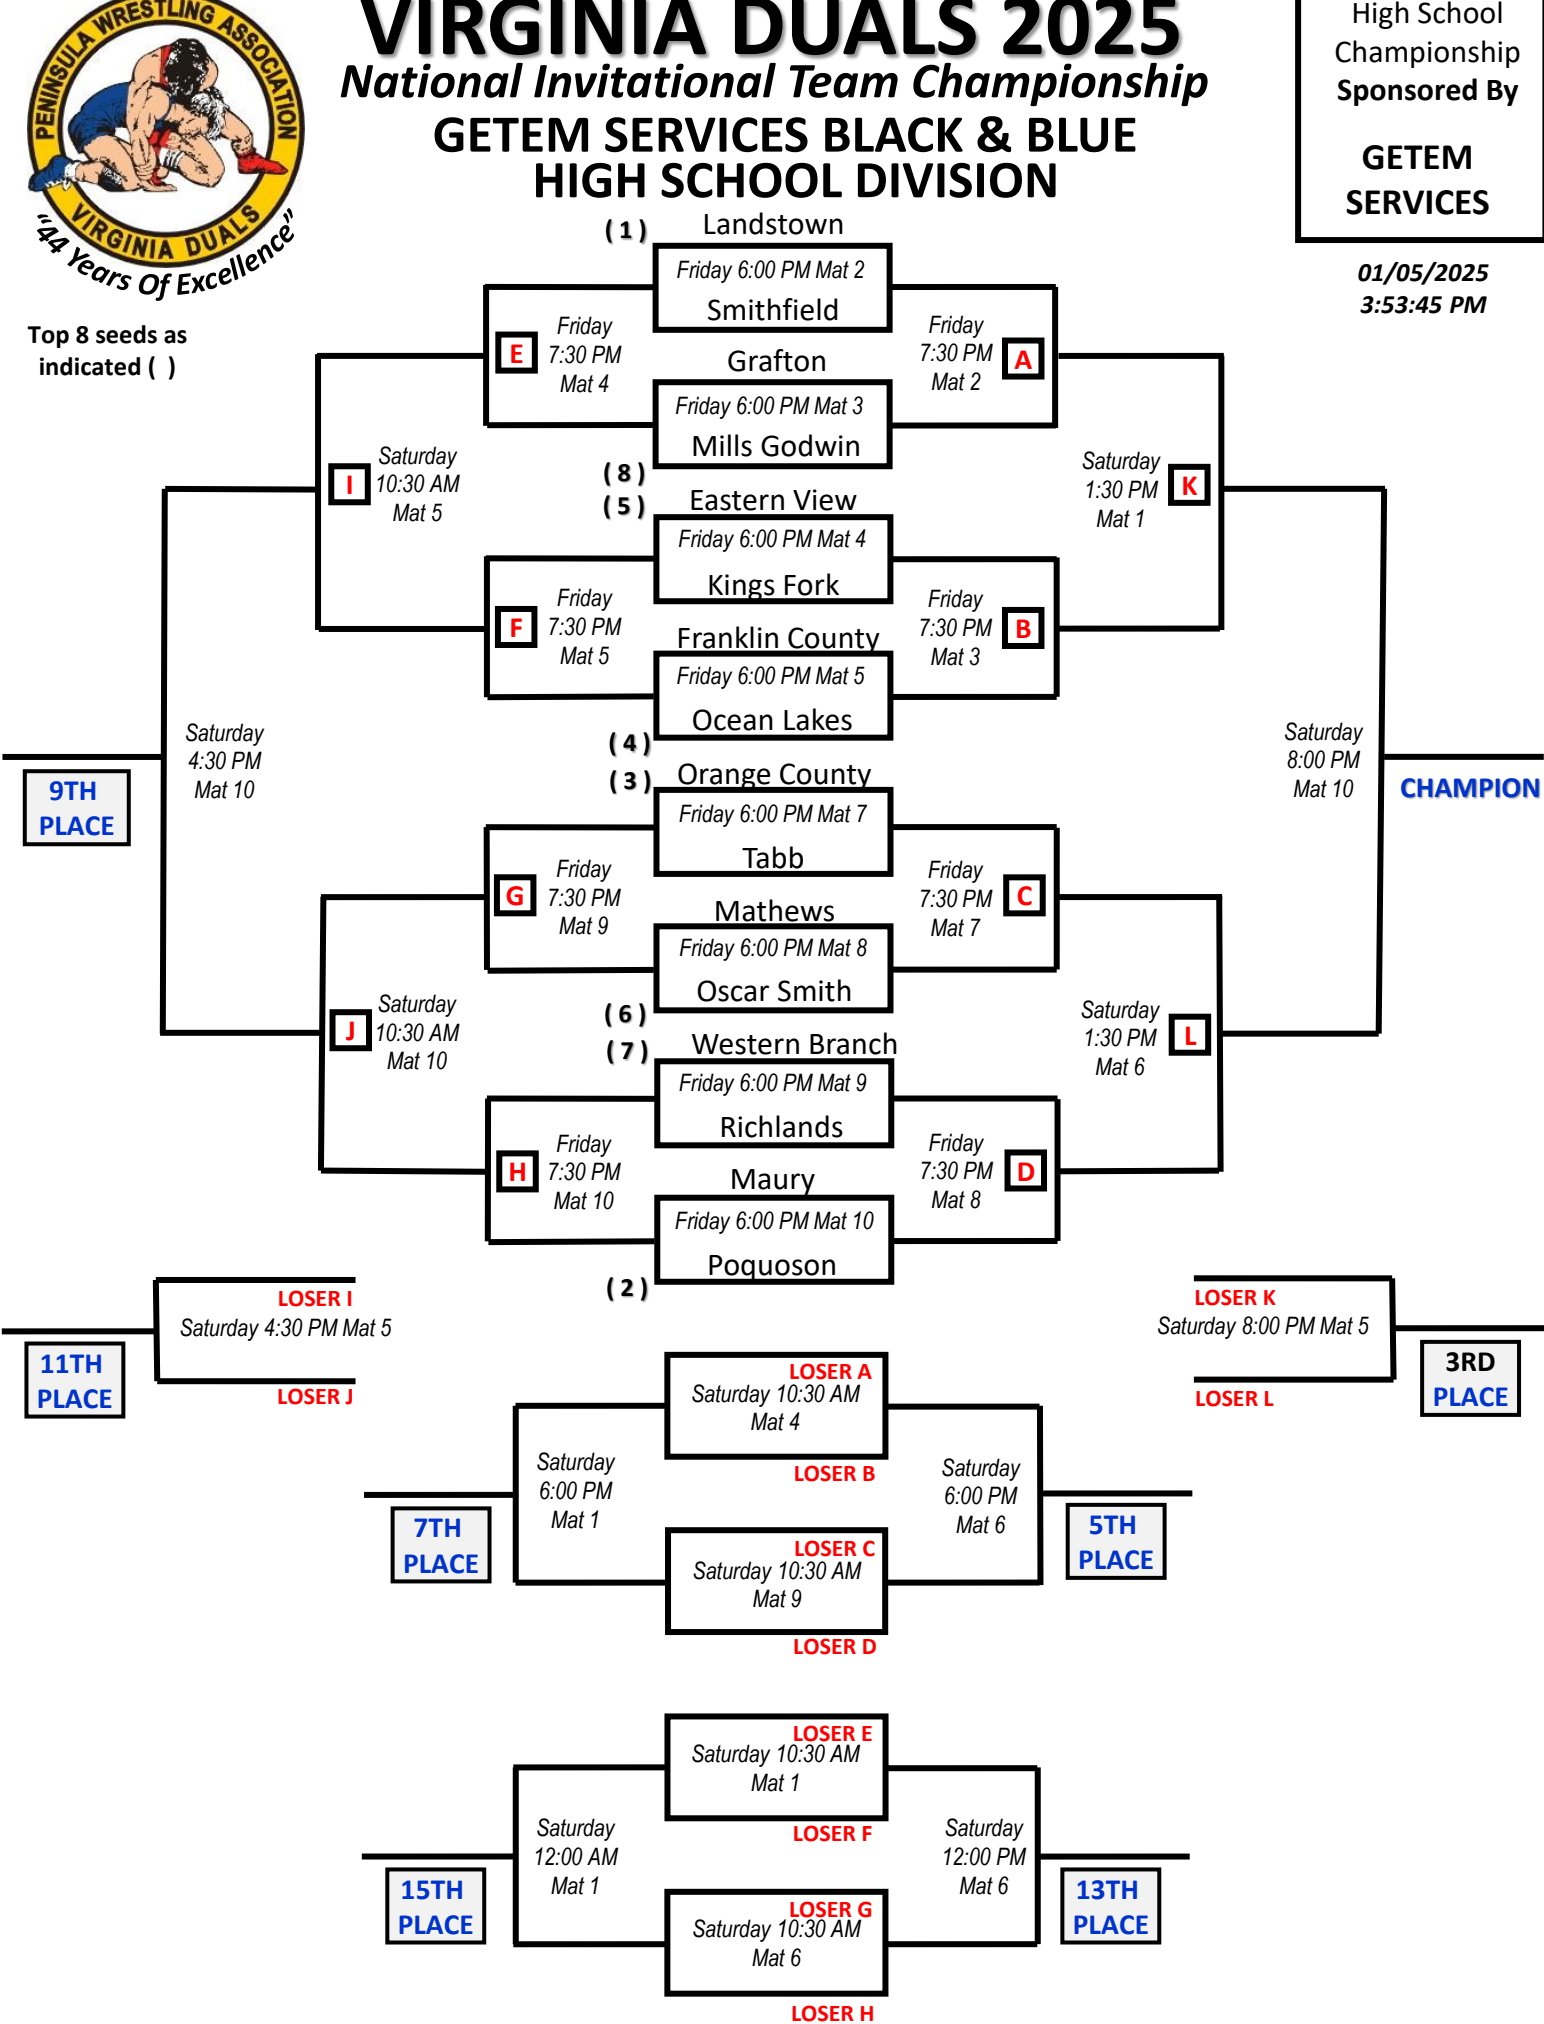 PENINSULA WRESTLING ASSOCIATION
VIRGINIA DUALS
"44 Years Of Excellence"
VIRGINIA DUALS 2025
National Invitational Team Championship
GETEM SERVICES BLACK & BLUE
HIGH SCHOOL DIVISION
High School
Championship
Sponsored By
GETEM
SERVICES
01/05/2025
3:53:45 PM
Top 8 seeds as
indicated ( )
( 1 )
Landstown
Friday 6:00 PM Mat 2
Smithfield
Friday
7:30 PM
Mat 4
E
Friday
7:30 PM
Mat 2
A
Grafton
Friday 6:00 PM Mat 3
Mills Godwin
( 8 )
Saturday
10:30 AM
Mat 5
I
Saturday
1:30 PM
Mat 1
K
( 5 )
Eastern View
Friday 6:00 PM Mat 4
Kings Fork
Friday
7:30 PM
Mat 5
F
Friday
7:30 PM
Mat 3
B
Franklin County
Friday 6:00 PM Mat 5
Ocean Lakes
( 4 )
Saturday
4:30 PM
Mat 10
9TH
PLACE
Saturday
8:00 PM
Mat 10
CHAMPION
( 3 )
Orange County
Friday 6:00 PM Mat 7
Tabb
Friday
7:30 PM
Mat 9
G
Friday
7:30 PM
Mat 7
C
Mathews
Friday 6:00 PM Mat 8
Oscar Smith
( 6 )
Saturday
10:30 AM
Mat 10
J
Saturday
1:30 PM
Mat 6
L
( 7 )
Western Branch
Friday 6:00 PM Mat 9
Richlands
Friday
7:30 PM
Mat 10
H
Friday
7:30 PM
Mat 8
D
Maury
Friday 6:00 PM Mat 10
Poquoson
( 2 )
LOSER I
Saturday 4:30 PM Mat 5
LOSER J
11TH
PLACE
LOSER K
Saturday 8:00 PM Mat 5
LOSER L
3RD
PLACE
LOSER A
Saturday 10:30 AM
Mat 4
LOSER B
Saturday
6:00 PM
Mat 1
7TH
PLACE
Saturday
6:00 PM
Mat 6
5TH
PLACE
LOSER C
Saturday 10:30 AM
Mat 9
LOSER D
LOSER E
Saturday 10:30 AM
Mat 1
LOSER F
Saturday
12:00 AM
Mat 1
15TH
PLACE
Saturday
12:00 PM
Mat 6
13TH
PLACE
LOSER G
Saturday 10:30 AM
Mat 6
LOSER H